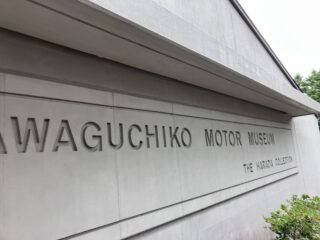 AWAGUCHIKO MOTOR MUSEUM
THE HARADA COLLECTION